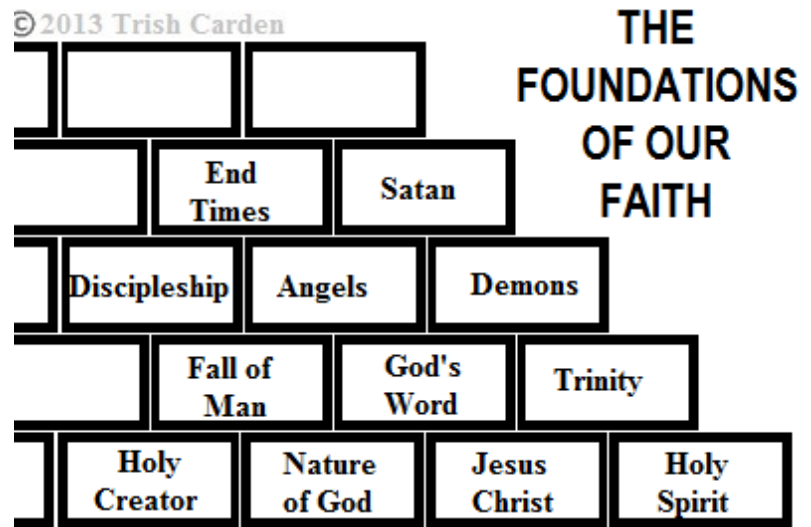 © 2013 Trish Carden
THE
FOUNDATIONS
OF OUR
FAITH
End
Times
Satan
Discipleship
Angels
Demons
Fall of
Man
God's
Word
Trinity
Holy
Creator
Nature
of God
Jesus
Christ
Holy
Spirit